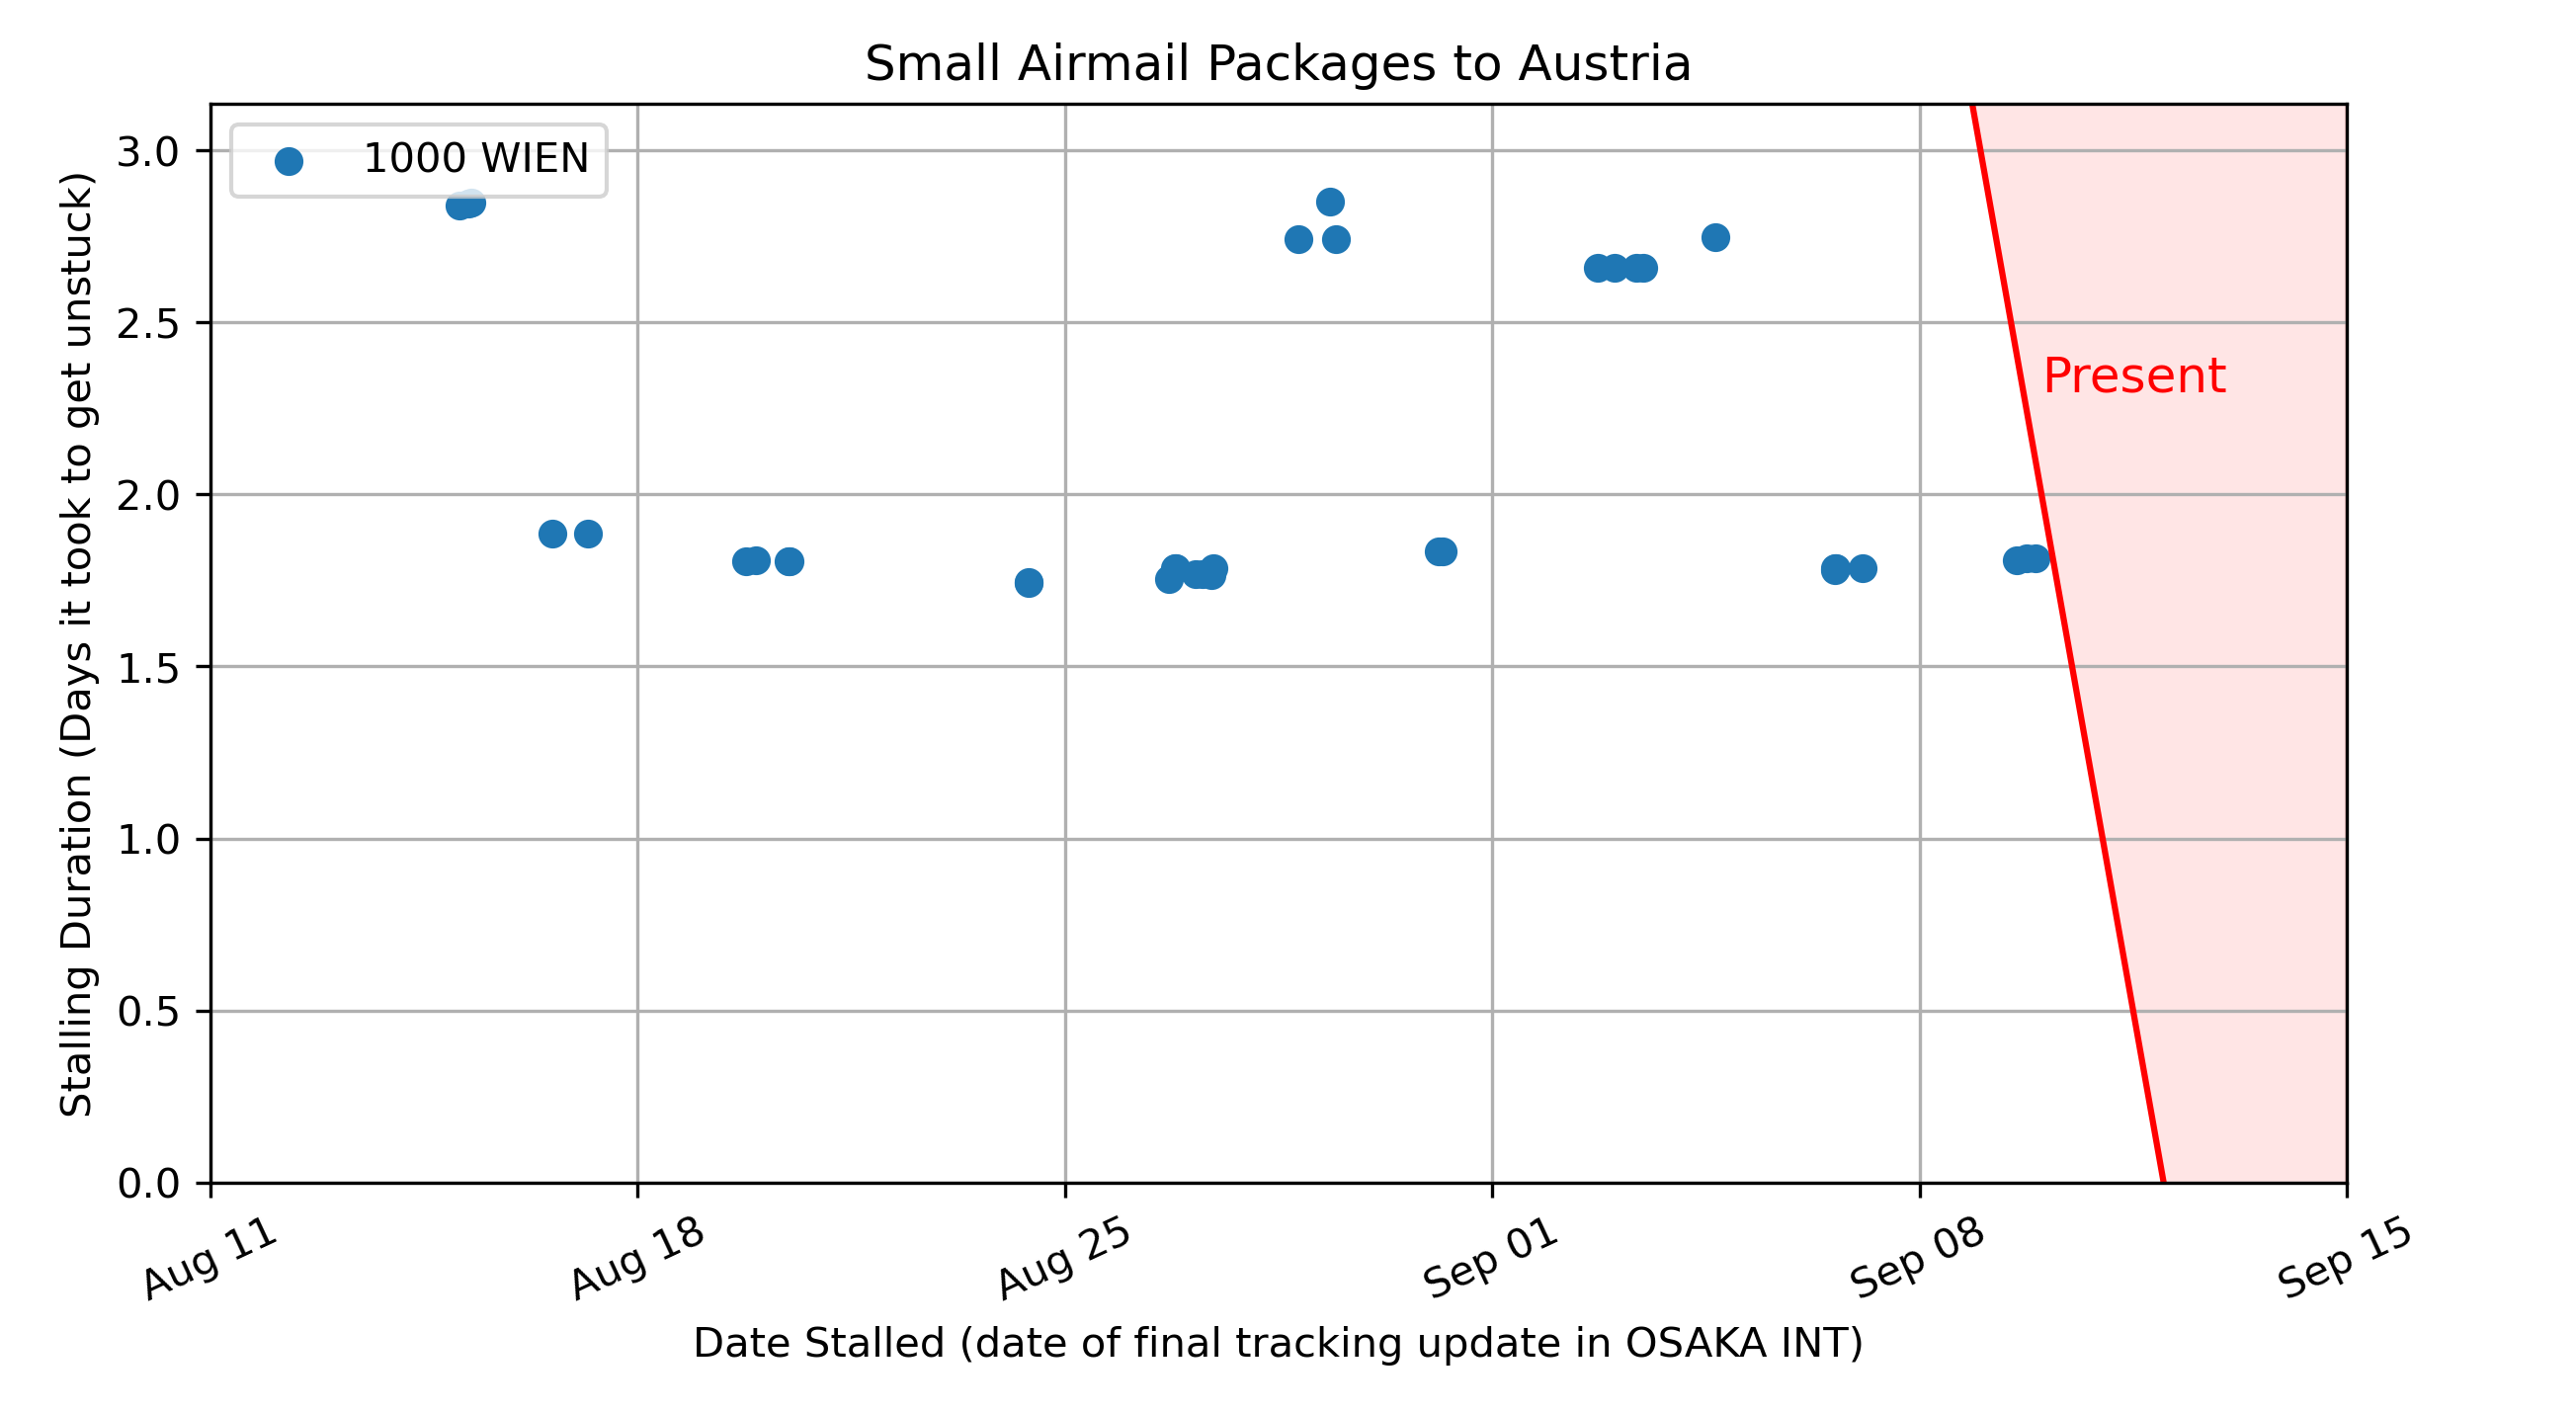 Small Airmail Packages to Austria
1000 WIEN
Present
Stalling Duration (Days it took to get unstuck)
3.0
2.5
2.0
1.5
1.0
0.5
0.0
Aug 11
Aug 18
Aug 25
Sep 01
Sep 08
Sep 15
Date Stalled (date of final tracking update in OSAKA INT)